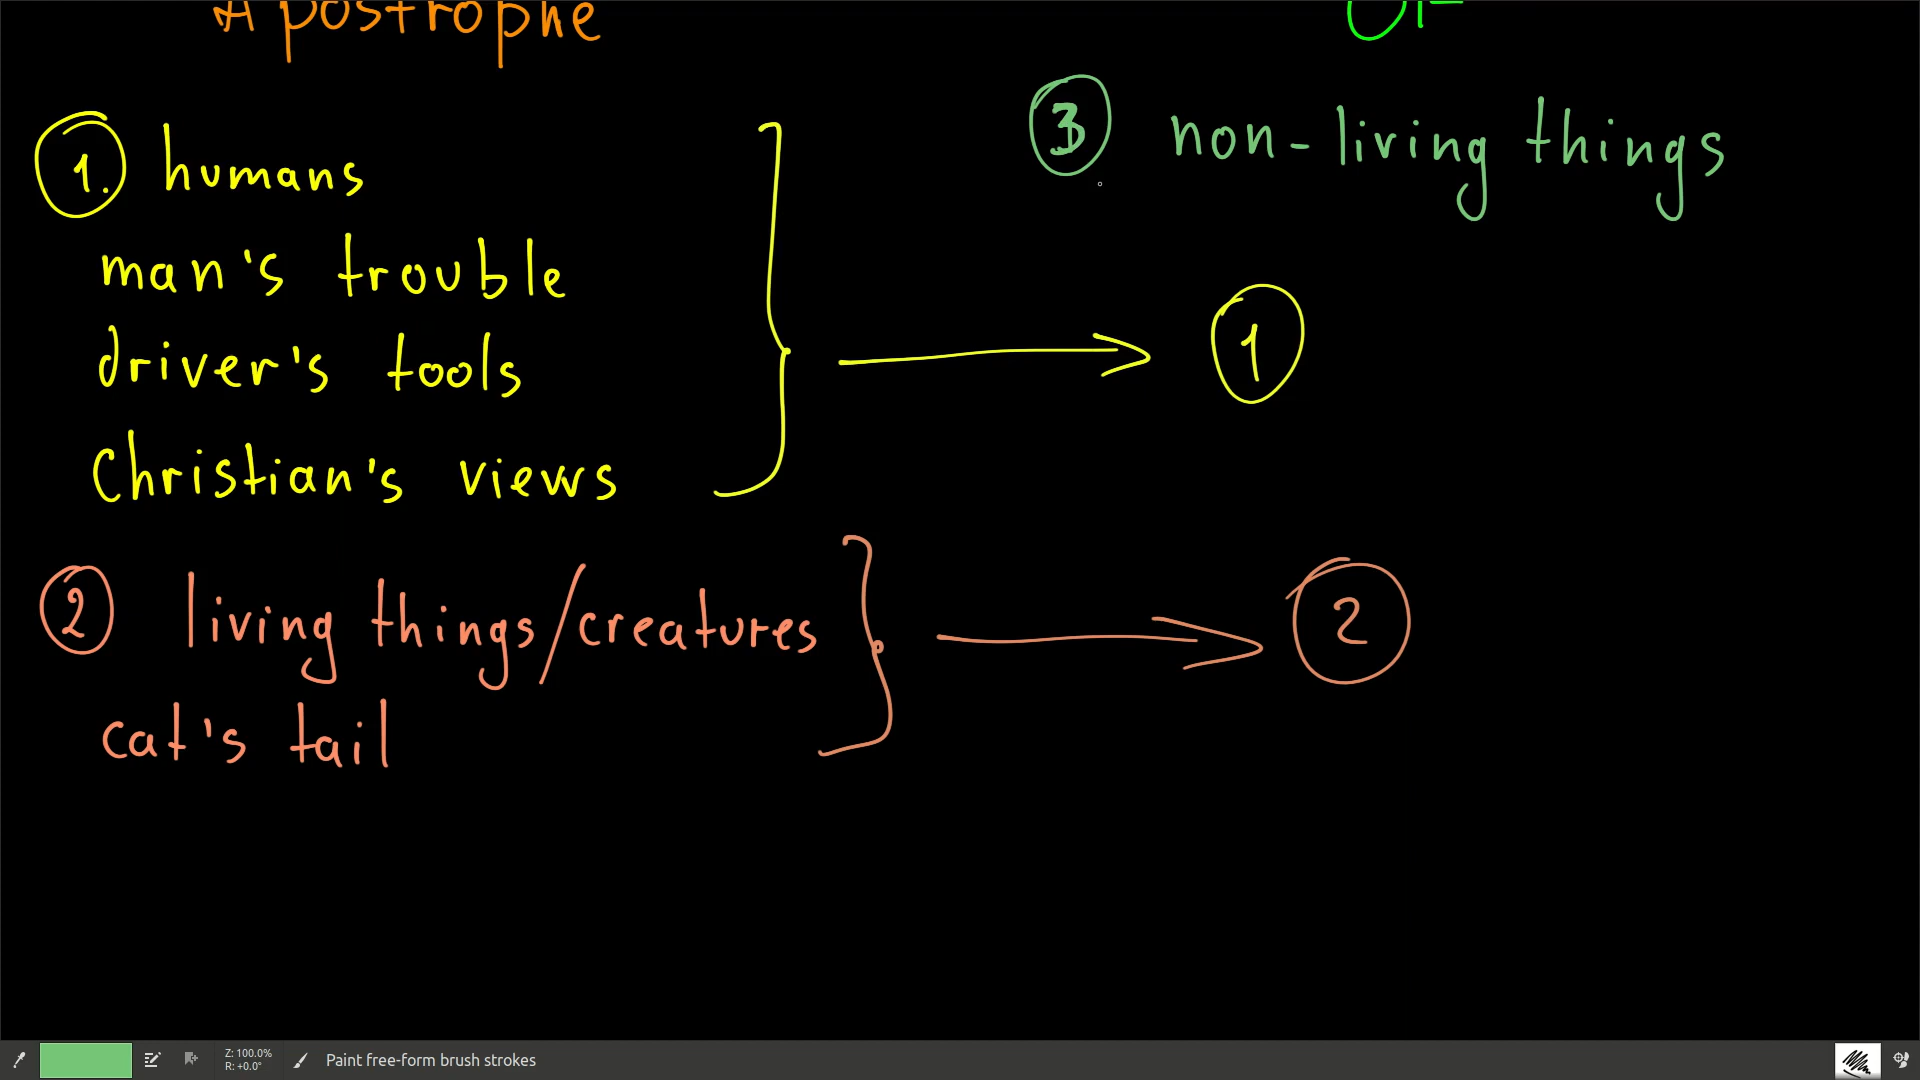 Apostrophe
OF
1. humans
man's trouble
driver's tools
Christian's views
3 non-living things
1
2 living things/creatures
cat's tail
2
Z: 100.0%
R: +0.0°
Paint free-form brush strokes